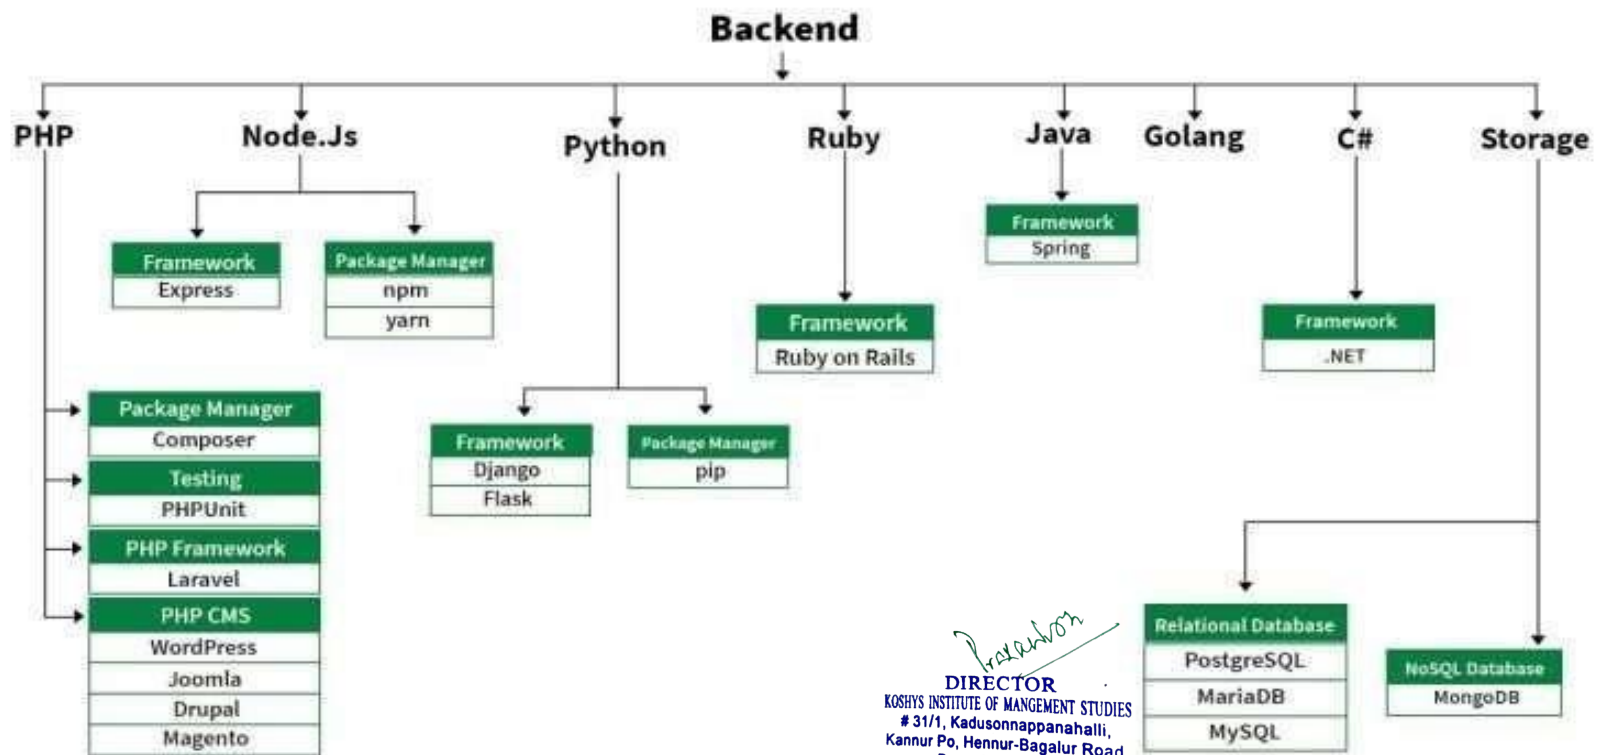 Backend
PHP
Node.Js
Python
Ruby
Java
Golang
C#
Storage
Framework
Express
Package Manager
npm
yarn
Framework
Spring
Framework
Ruby on Rails
Framework
.NET
Package Manager
Composer
Testing
PHPUnit
PHP Framework
Laravel
PHP CMS
WordPress
Joomla
Drupal
Magento
Framework
Django
Flask
Package Manager
pip
Relational Database
PostgreSQL
MariaDB
MySQL
NoSQL Database
MongoDB
DIRECTOR
KOSHYS INSTITUTE OF MANGEMENT STUDIES
# 31/1, Kadusonnappanahalli,
Kannur Po, Hennur-Bagalur Road